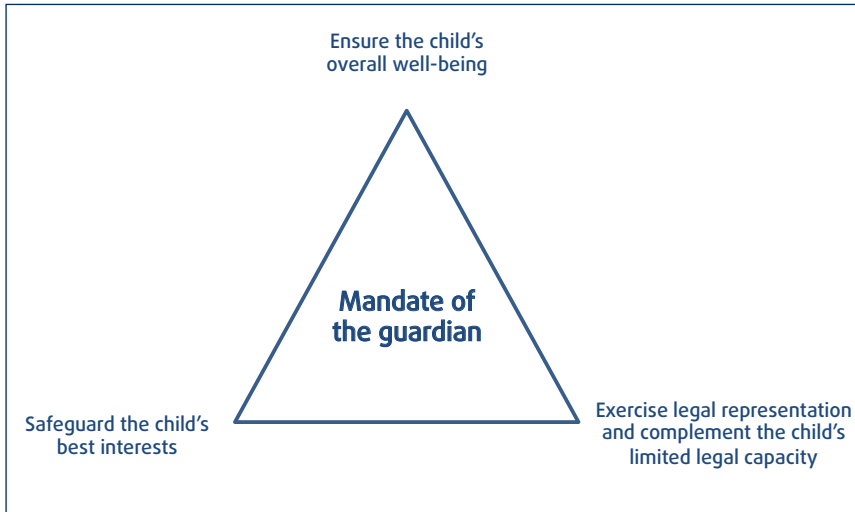 Ensure the child’s
overall well-being
Mandate of
the guardian
Safeguard the child’s
best interests
Exercise legal representation
and complement the child’s
limited legal capacity